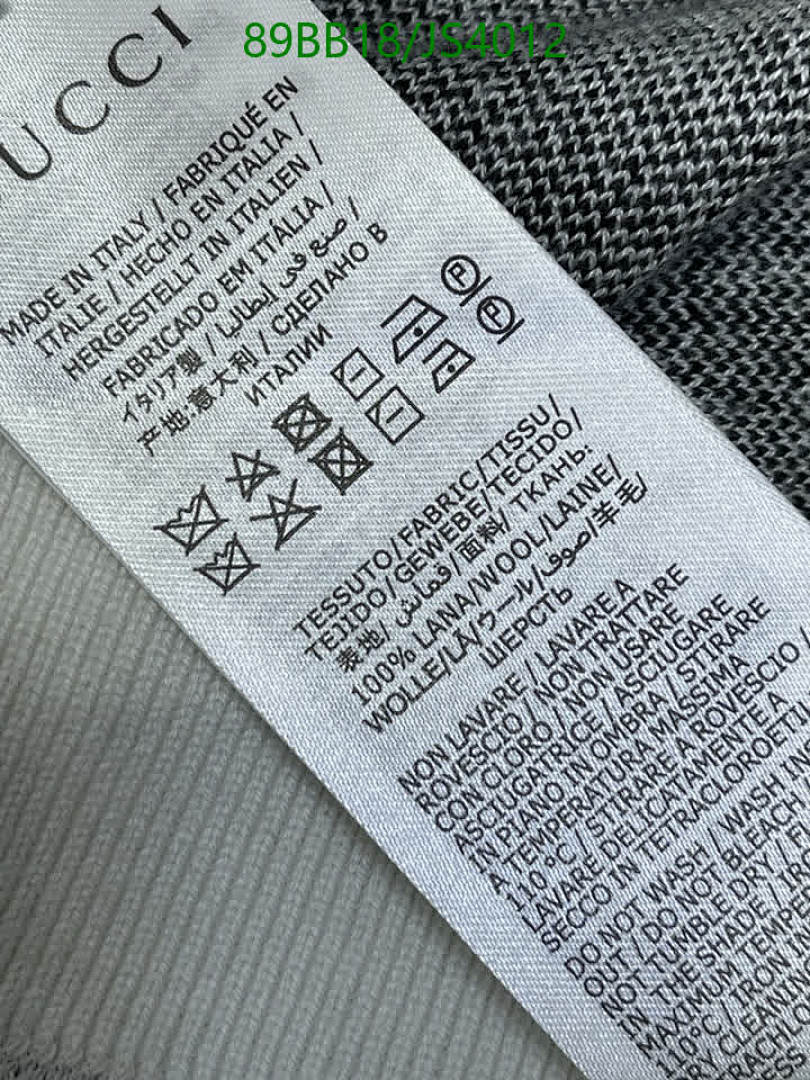 89BB18/JS4012
UCCI
MADE IN ITALY / FABRIQUÉ EN
ITALIE / HECHO EN ITALIA /
HERGESTELLT IN ITALIEN /
FABRICADO EM ITÁLIA /
イタリア製 / صنع في إيطاليا /
产地:意大利 / СДЕЛАНО В
ИТАЛИИ
P
P
TESSUTO/FABRIC/TISSU/
TEJIDO/GEWEBE/TECIDO/
表地/ قماش/面料/ ТКАНЬ:
100% LANA/WOOL/LAINE/
WOLLE/LÃ/ウール/صوف/羊毛/
ШЕРСТЬ
NON LAVARE / LAVARE A
ROVESCIO / NON TRATTARE
CON CLORO / NON USARE
ASCIUGATRICE / ASCIUGARE
IN PIANO IN OMBRA / STIRARE
A TEMPERATURA MASSIMA
110 °C / STIRARE A ROVESCIO /
LAVARE DELICATAMENTE A
SECCO IN TETRACLOROETIL
DO NOT WASH / WASH IN
OUT / DO NOT BLEACH
NOT TUMBLE DRY /
IN THE SHADE /
MAXIMUM TEMPE
110°C / IRON IN
RY CLEANIN